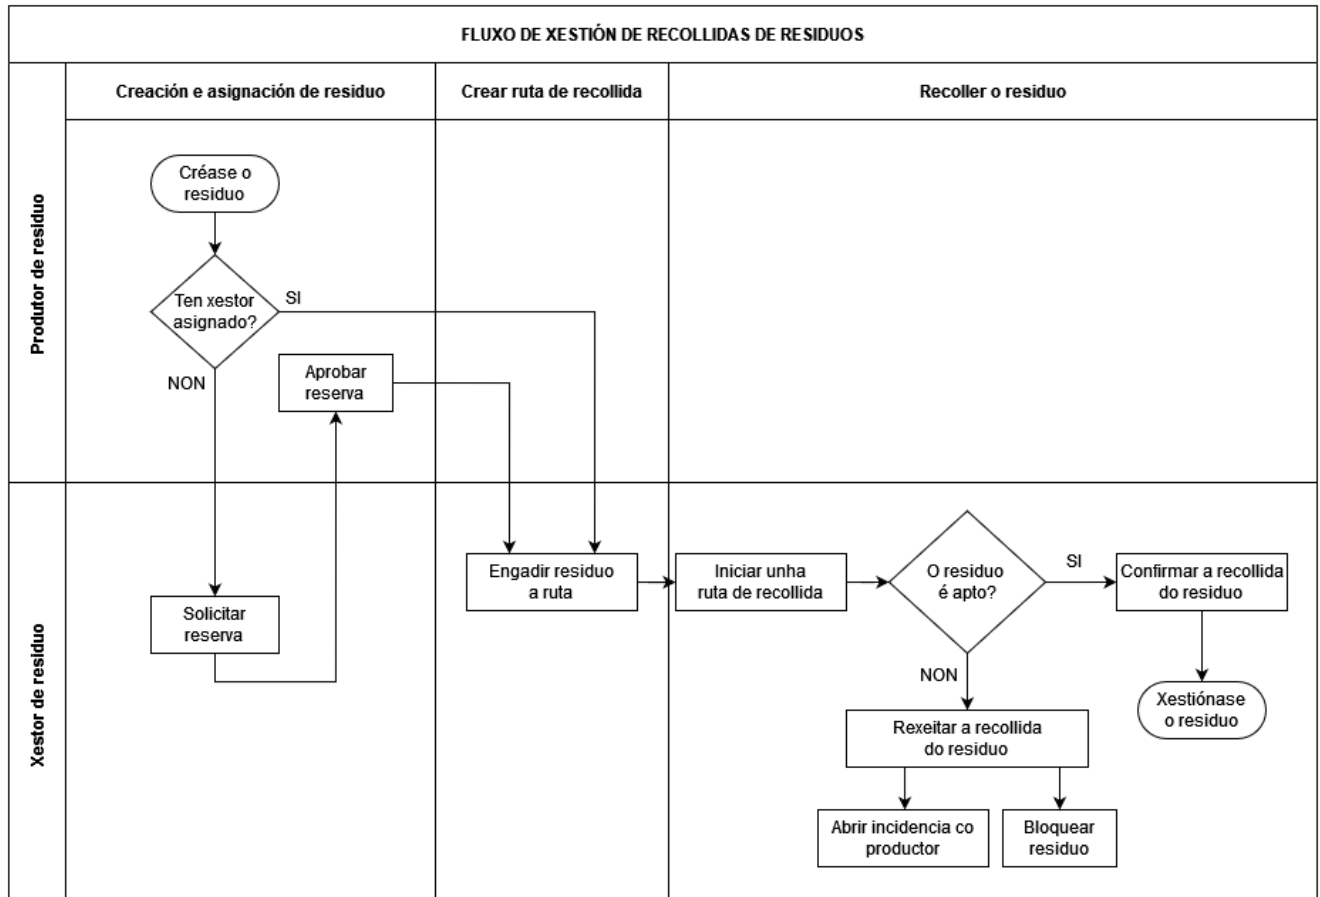 FLUXO DE XESTIÓN DE RECOLLIDAS DE RESIDUOS
Creación e asignación de residuo
Crear ruta de recollida
Recoller o residuo
Produtor de residuo
Créase o
residuo
Ten xestor
asignado?
SI
NON
Aprobar
reserva
Xestor de residuo
Solicitar
reserva
Engadir residuo
a ruta
Iniciar unha
ruta de recollida
O residuo
é apto?
SI
Confirmar a recollida
do residuo
NON
Xestiónase
o residuo
Rexeitar a recollida
do residuo
Abrir incidencia co
productor
Bloquear
residuo